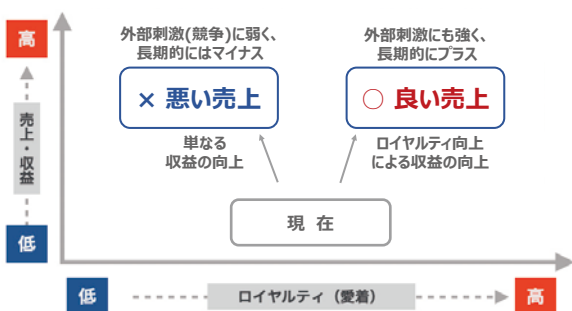 高
売上・収益
低
外部刺激(競争)に弱く、
長期的にはマイナス
× 悪い売上
単なる
収益の向上
外部刺激にも強く、
長期的にプラス
○ 良い売上
ロイヤルティ向上
による収益の向上
現 在
低
ロイヤルティ（愛着）
高